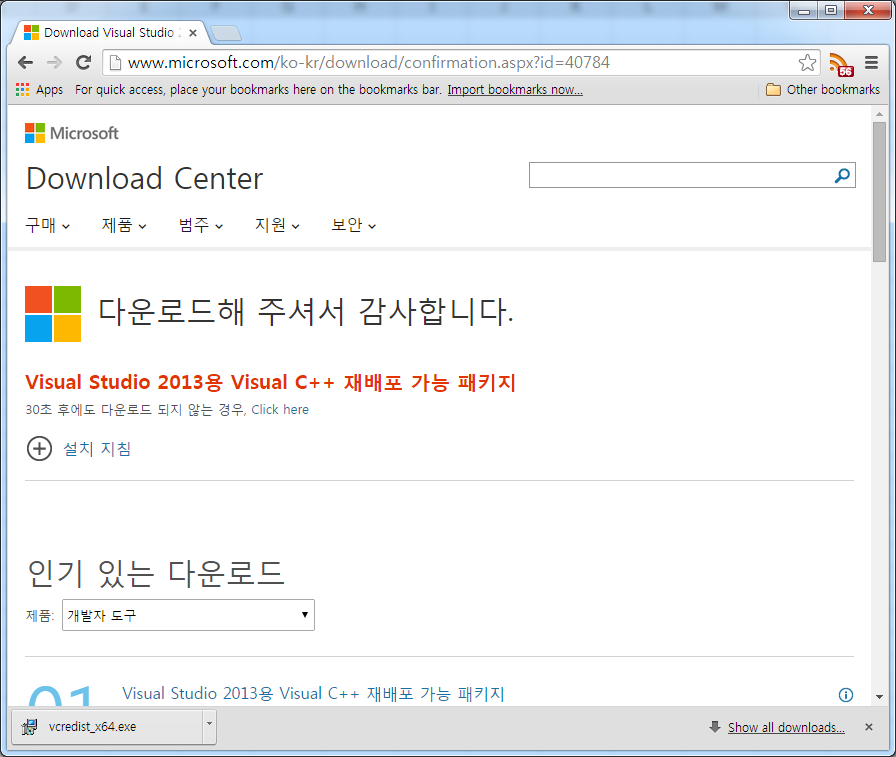 Download Visual Studio 2
www.microsoft.com/ko-kr/download/confirmation.aspx?id=40784
56
Apps For quick access, place your bookmarks here on the bookmarks bar. Import bookmarks now... Other bookmarks
Microsoft
Download Center
구매 제품 범주 지원 보안
다운로드해 주셔서 감사합니다.
Visual Studio 2013용 Visual C++ 재배포 가능 패키지
30초 후에도 다운로드 되지 않는 경우, Click here
설치 지침
인기 있는 다운로드
제품: 개발자 도구
01 Visual Studio 2013용 Visual C++ 재배포 가능 패키지
vcredist_x64.exe Show all downloads...